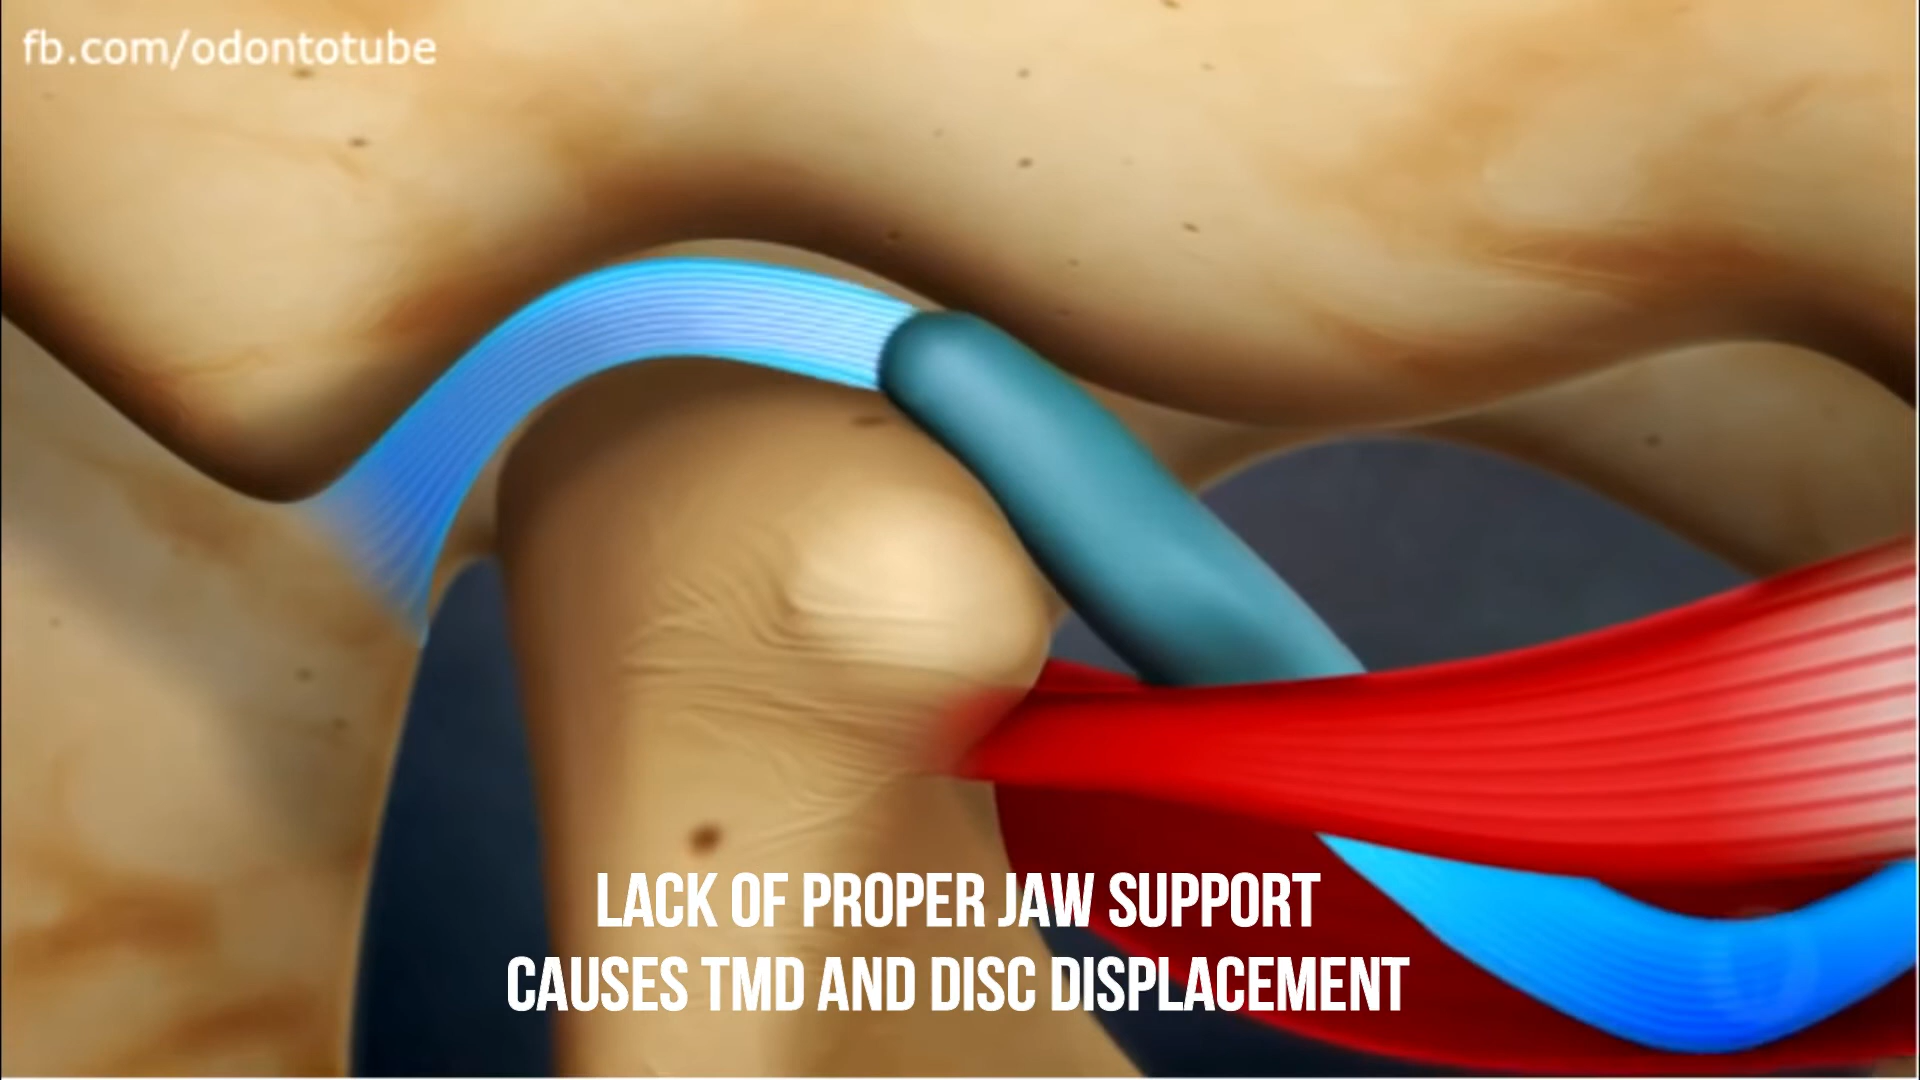 fb.com/odontotube
LACK OF PROPER JAW SUPPORT
CAUSES TMD AND DISC DISPLACEMENT